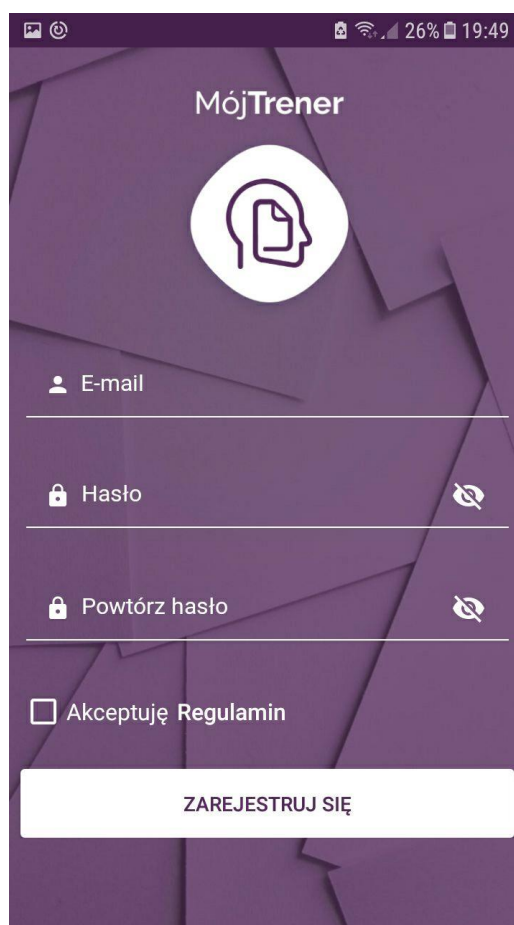 26% 19:49
MójTrener
E-mail
Hasło
Powtórz hasło
Akceptuję Regulamin
ZAREJESTRUJ SIĘ